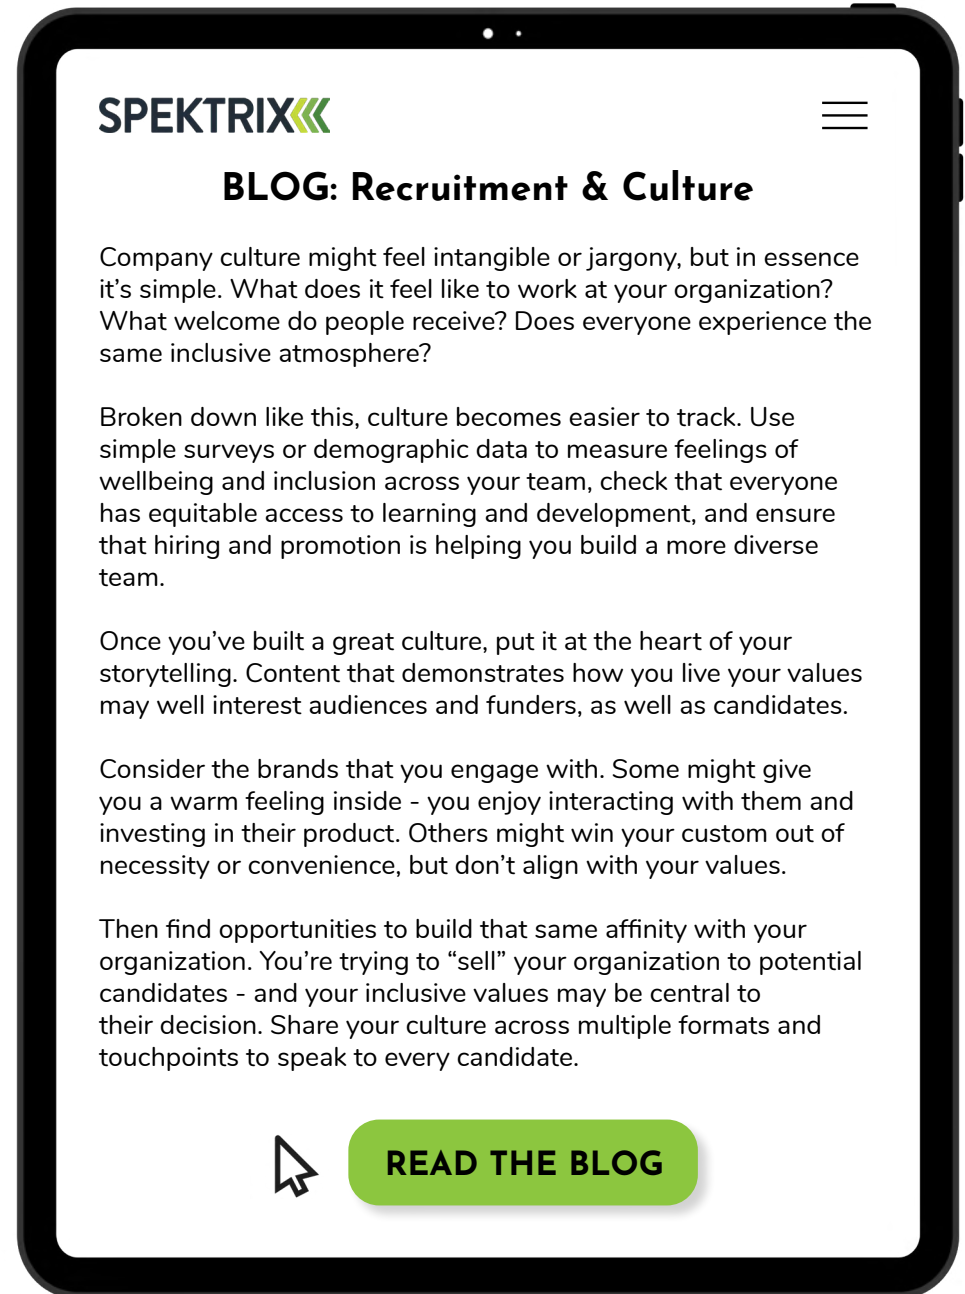 SPEKTRIX
BLOG: Recruitment & Culture
Company culture might feel intangible or jargony, but in essence
it’s simple. What does it feel like to work at your organization?
What welcome do people receive? Does everyone experience the
same inclusive atmosphere?
Broken down like this, culture becomes easier to track. Use
simple surveys or demographic data to measure feelings of
wellbeing and inclusion across your team, check that everyone
has equitable access to learning and development, and ensure
that hiring and promotion is helping you build a more diverse
team.
Once you’ve built a great culture, put it at the heart of your
storytelling. Content that demonstrates how you live your values
may well interest audiences and funders, as well as candidates.
Consider the brands that you engage with. Some might give
you a warm feeling inside - you enjoy interacting with them and
investing in their product. Others might win your custom out of
necessity or convenience, but don’t align with your values.
Then find opportunities to build that same affinity with your
organization. You’re trying to “sell” your organization to potential
candidates - and your inclusive values may be central to
their decision. Share your culture across multiple formats and
touchpoints to speak to every candidate.
READ THE BLOG